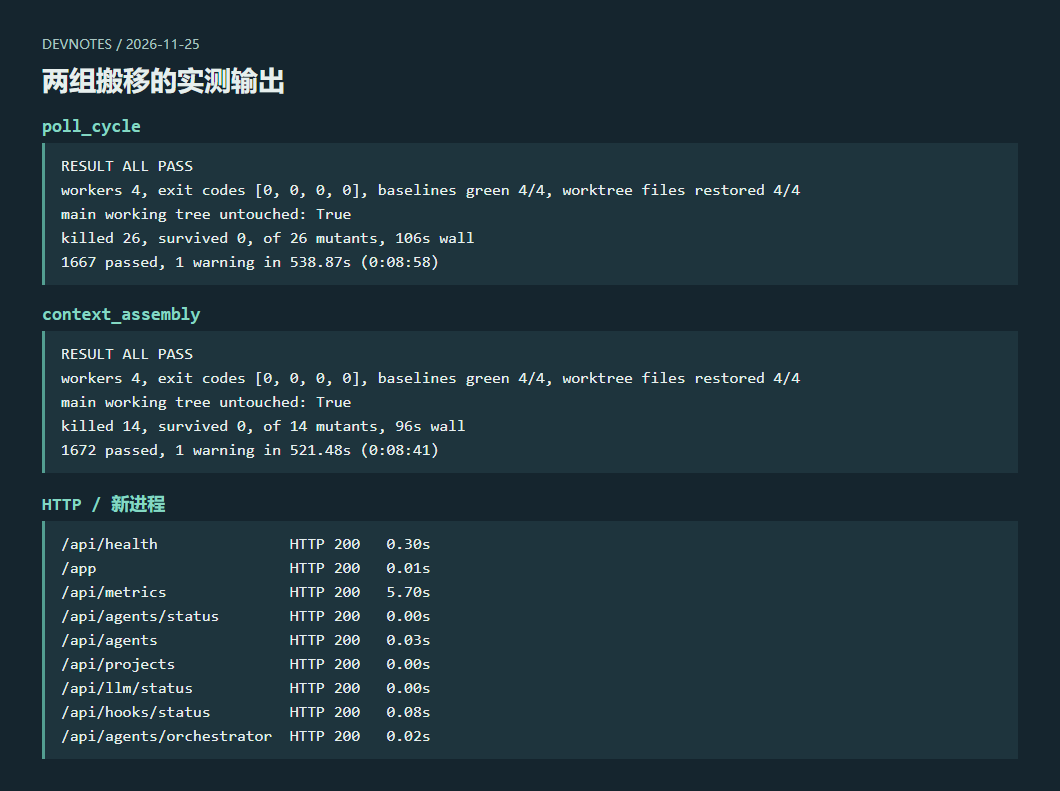 DEVNOTES / 2026-11-25
两组搬移的实测输出
poll_cycle
RESULT ALL PASS
workers 4, exit codes [0, 0, 0, 0], baselines green 4/4, worktree files restored 4/4
main working tree untouched: True
killed 26, survived 0, of 26 mutants, 106s wall
1667 passed, 1 warning in 538.87s (0:08:58)
context_assembly
RESULT ALL PASS
workers 4, exit codes [0, 0, 0, 0], baselines green 4/4, worktree files restored 4/4
main working tree untouched: True
killed 14, survived 0, of 14 mutants, 96s wall
1672 passed, 1 warning in 521.48s (0:08:41)
HTTP / 新进程
/api/health HTTP 200 0.30s
/app HTTP 200 0.01s
/api/metrics HTTP 200 5.70s
/api/agents/status HTTP 200 0.00s
/api/agents HTTP 200 0.03s
/api/projects HTTP 200 0.00s
/api/llm/status HTTP 200 0.00s
/api/hooks/status HTTP 200 0.08s
/api/agents/orchestrator HTTP 200 0.02s